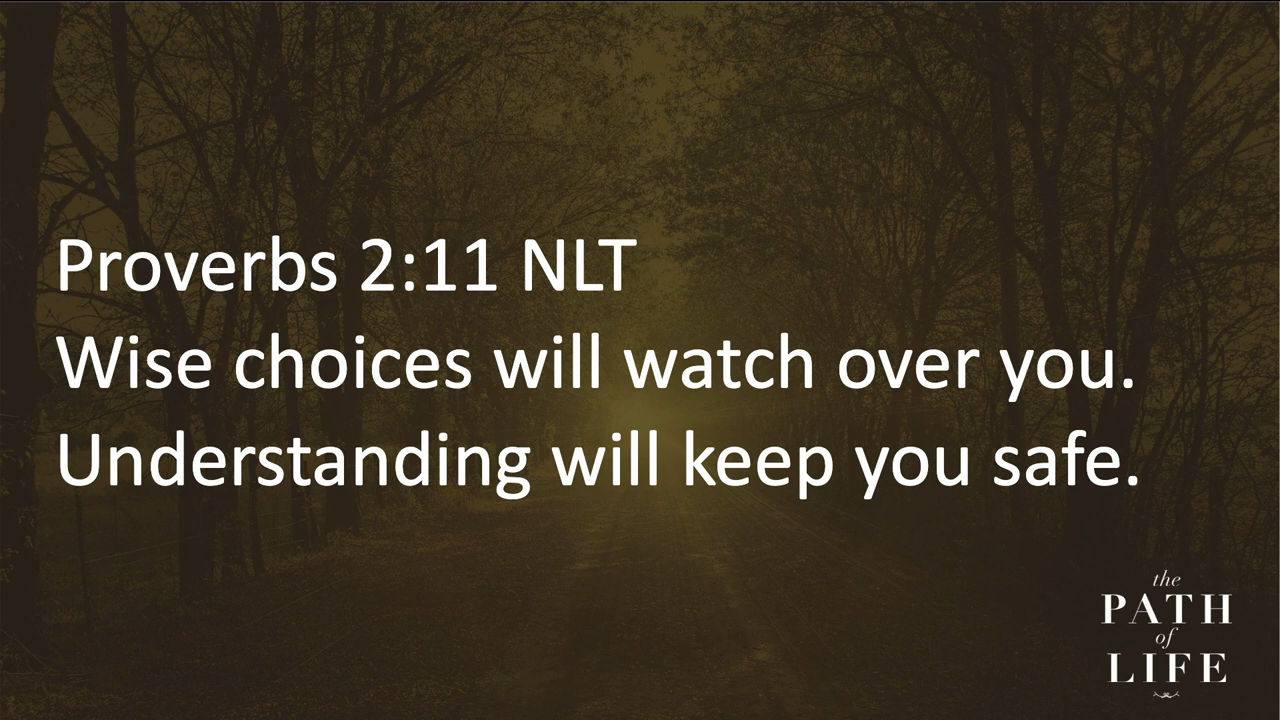 Proverbs 2:11 NLT
Wise choices will watch over you.
Understanding will keep you safe.
the
PATH
of
LIFE